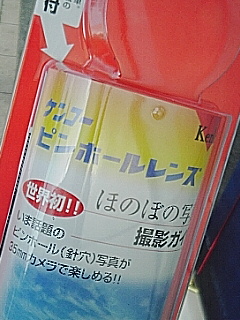 付
ケンコー
Ken
ピンホールレンズ
世界初!!
ほのぼの写
撮影ガ
いま話題の
ピンホール(針穴)写真が
35mmカメラで楽しめる!!